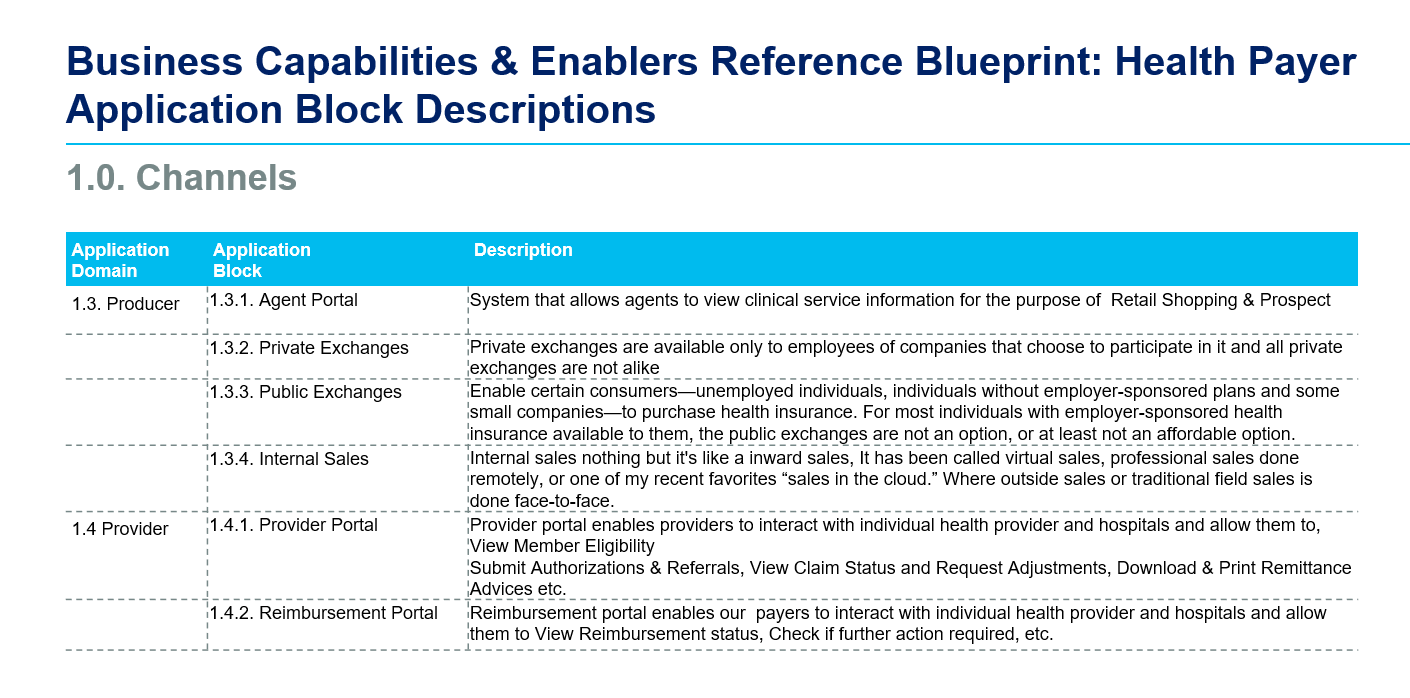 Business Capabilities & Enablers Reference Blueprint: Health Payer
Application Block Descriptions
1.0. Channels
Application
Domain
Application
Block
Description
1.3. Producer
1.3.1. Agent Portal
System that allows agents to view clinical service information for the purpose of  Retail Shopping & Prospect
1.3.2. Private Exchanges
Private exchanges are available only to employees of companies that choose to participate in it and all private
exchanges are not alike
1.3.3. Public Exchanges
Enable certain consumers—unemployed individuals, individuals without employer-sponsored plans and some
small companies—to purchase health insurance. For most individuals with employer-sponsored health
insurance available to them, the public exchanges are not an option, or at least not an affordable option.
1.3.4. Internal Sales
Internal sales nothing but it's like a inward sales, It has been called virtual sales, professional sales done
remotely, or one of my recent favorites “sales in the cloud.” Where outside sales or traditional field sales is
done face-to-face.
1.4 Provider
1.4.1. Provider Portal
Provider portal enables providers to interact with individual health provider and hospitals and allow them to,
View Member Eligibility
Submit Authorizations & Referrals, View Claim Status and Request Adjustments, Download & Print Remittance
Advices etc.
1.4.2. Reimbursement Portal
Reimbursement portal enables our  payers to interact with individual health provider and hospitals and allow
them to View Reimbursement status, Check if further action required, etc.